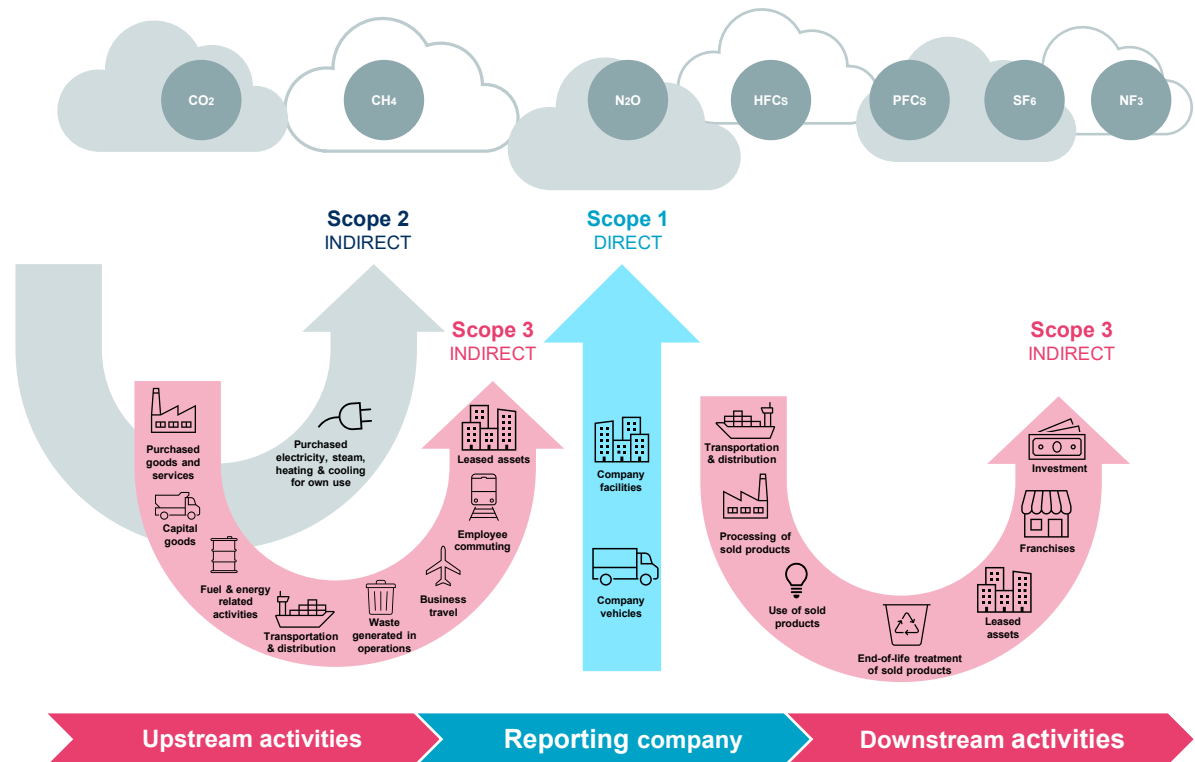 CO2
CH4
N2O
HFCs
PFCs
SF6
NF3
Scope 2
INDIRECT
Scope 1
DIRECT
Scope 3
INDIRECT
Scope 3
INDIRECT
Purchased
goods and
services
Capital
goods
Fuel & energy
related
activities
Transportation
& distribution
Waste
generated in
operations
Business
travel
Employee
commuting
Leased assets
Purchased
electricity, steam,
heating & cooling
for own use
Company
facilities
Company
vehicles
Transportation
& distribution
Processing of
sold products
Use of sold
products
End-of-life treatment
of sold products
Leased
assets
Franchises
Investment
Upstream activities
Reporting company
Downstream activities